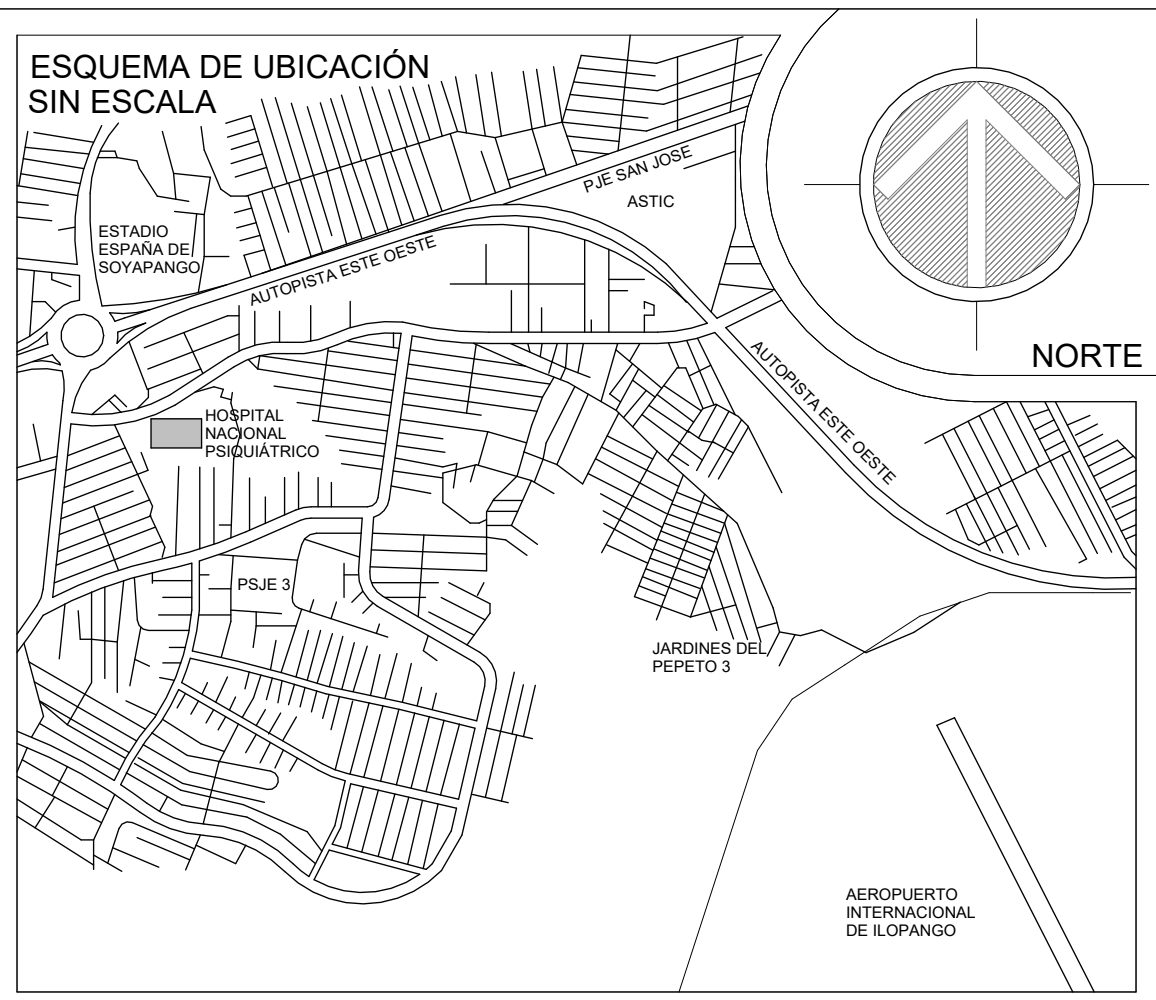 ESQUEMA DE UBICACIÓN
SIN ESCALA
PJE SAN JOSE
ASTIC
ESTADIO
ESPAÑA DE
SOYAPANGO
AUTOPISTA ESTE OESTE
NORTE
AUTOPISTA ESTE OESTE
HOSPITAL
NACIONAL
PSIQUIÁTRICO
PSJE 3
JARDINES DEL
PEPETO 3
AEROPUERTO
INTERNACIONAL
DE ILOPANGO